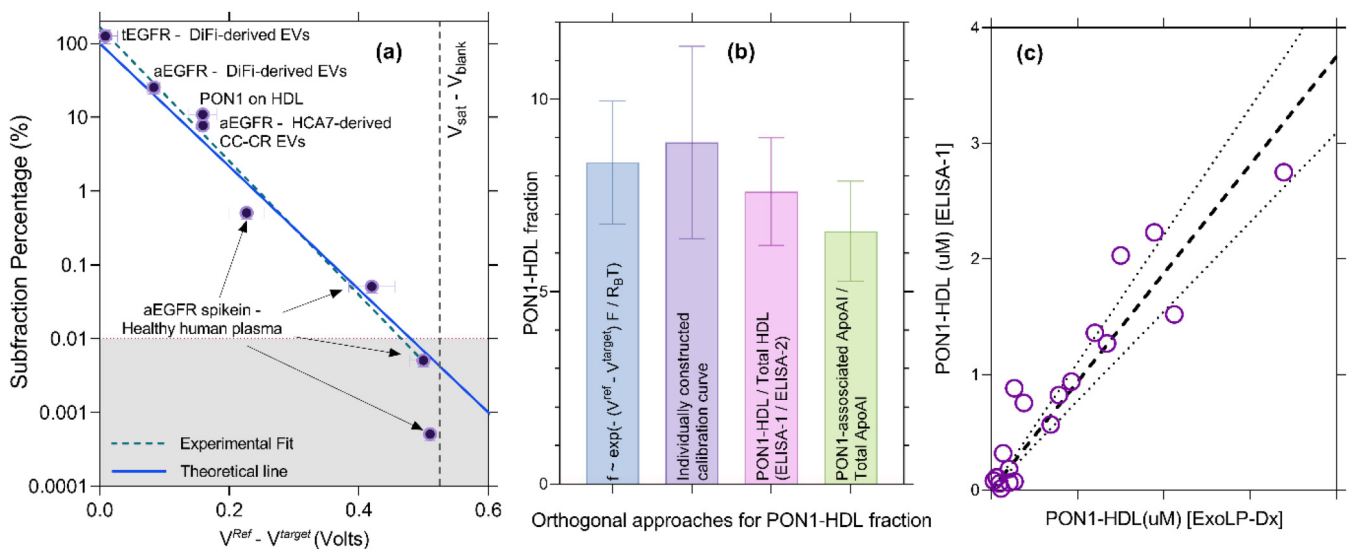 (a)
tEGFR - DiFi-derived EVs
aEGFR - DiFi-derived EVs
PON1 on HDL
aEGFR - HCA7-derived
CC-CR EVs
aEGFR spikein -
Healthy human plasma
Vsat - Vblank
Experimental Fit
Theoretical line
Subfraction Percentage (%)
100
10
1
0.1
0.01
0.001
0.0001
0.0
0.2
0.4
0.6
V^Ref - V^target (Volts)
(b)
PON1-HDL fraction
10
5
0
f ~ exp(- (V^ref - V^target) F / R_BT)
Individually constructed
calibration curve
PON1-HDL / Total HDL
(ELISA-1 / ELISA-2)
PON1-assosciated ApoAI /
Total ApoAI
Orthogonal approaches for PON1-HDL fraction
(c)
PON1-HDL (uM) [ELISA-1]
4
3
2
1
0
PON1-HDL(uM) [ExoLP-Dx]